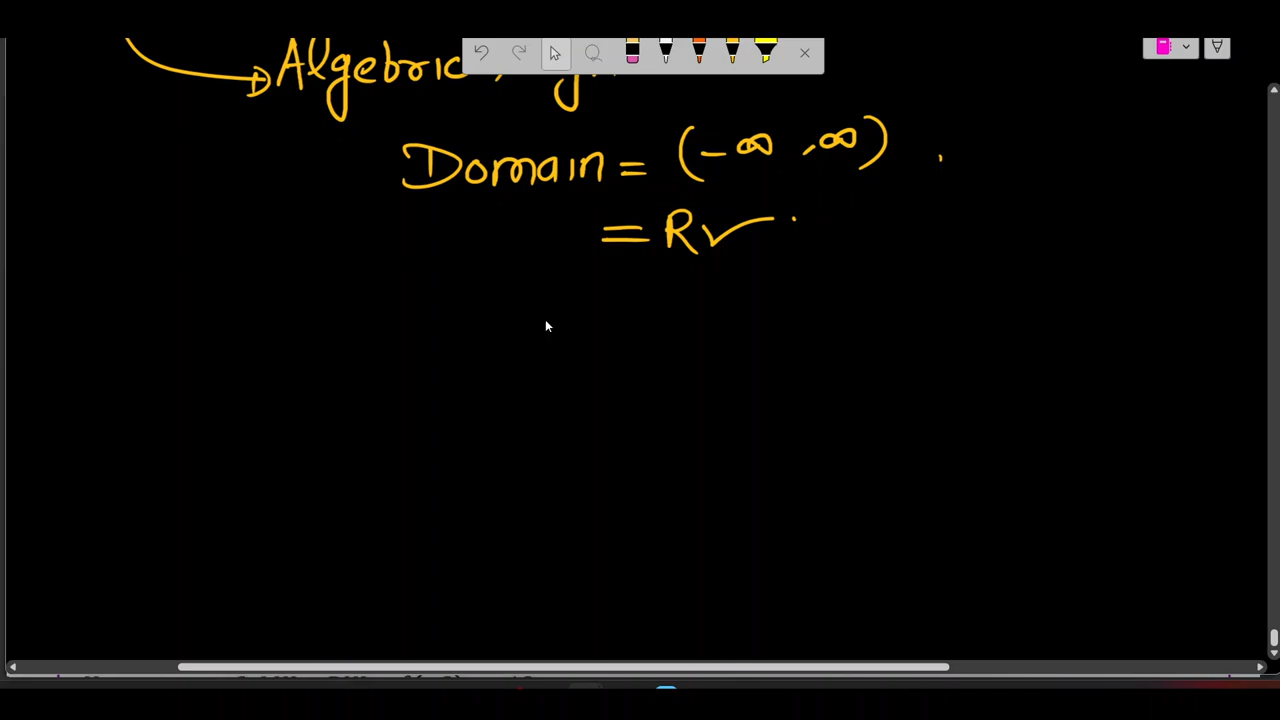 Algebric,
Domain = (-∞ , ∞) .
= R✓